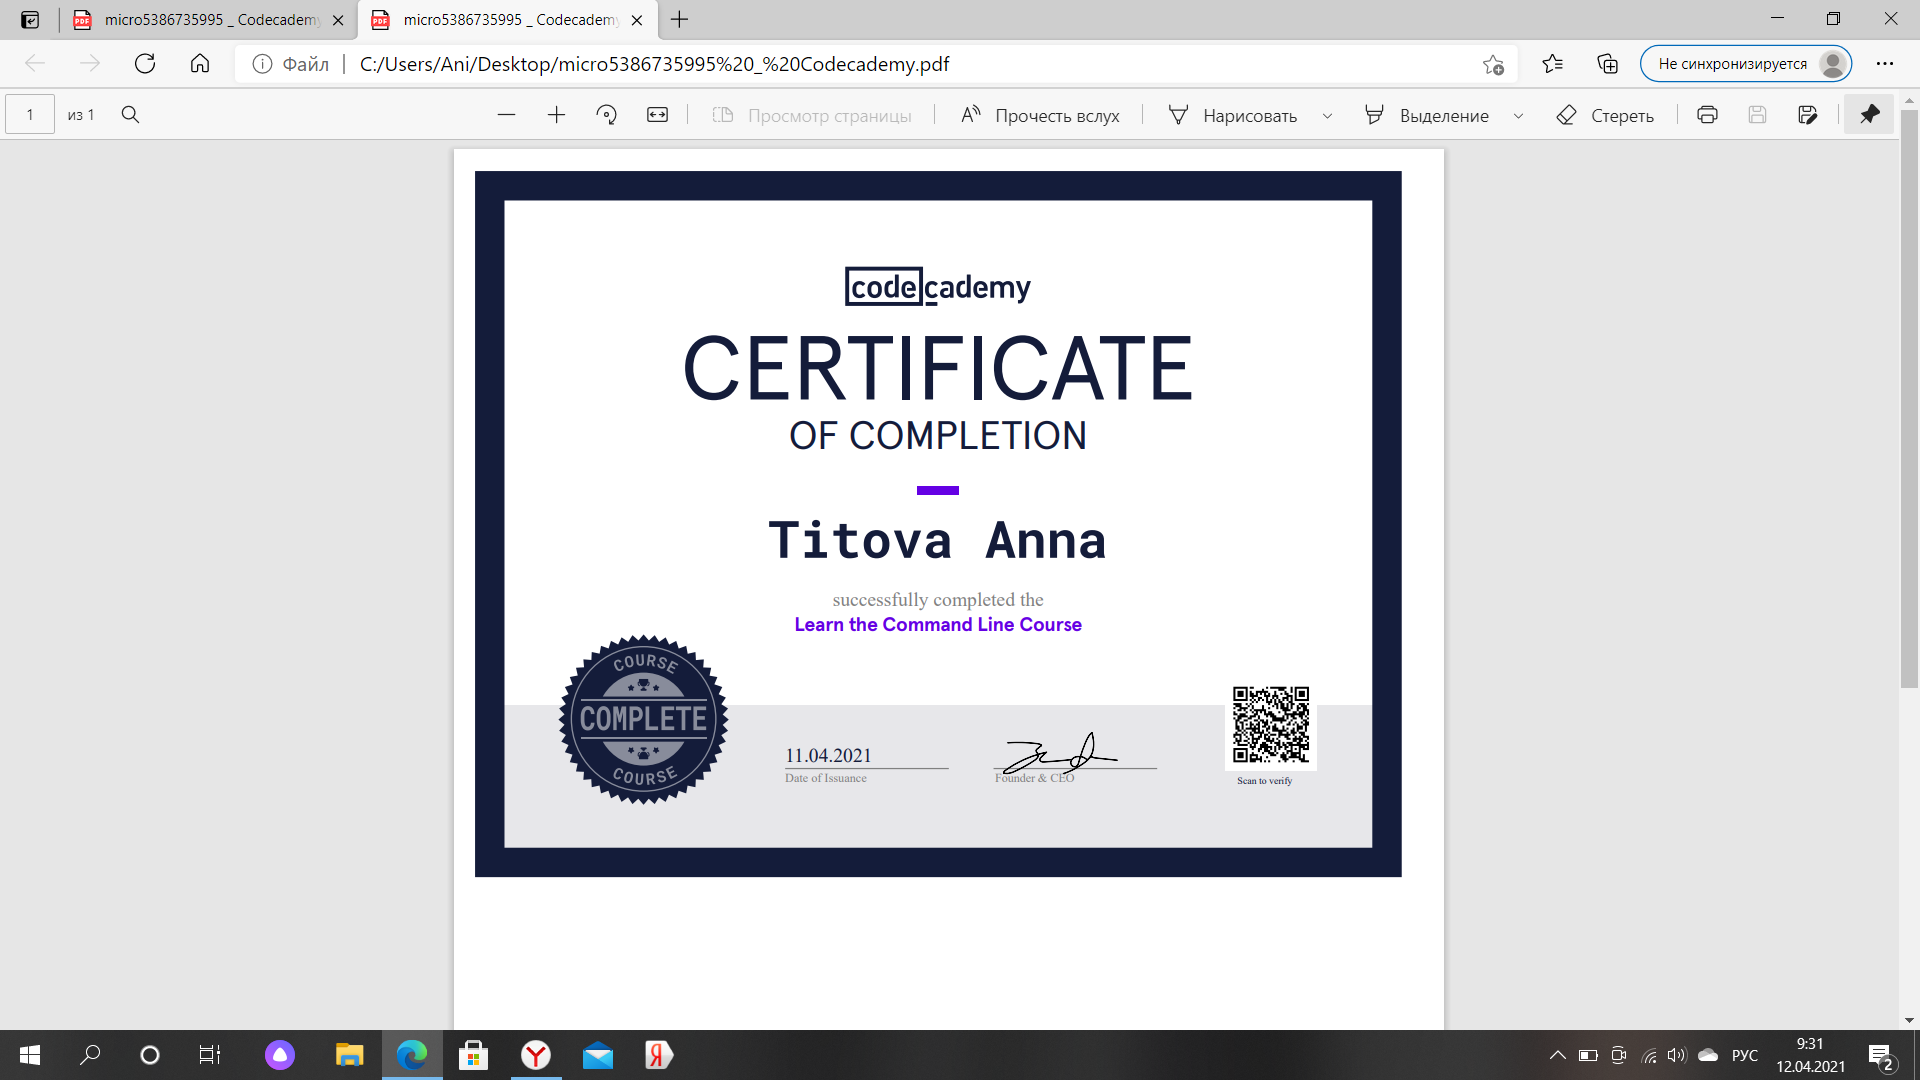 micro5386735995 _ Codecademy
micro5386735995 _ Codecademy
Файл
C:/Users/Ani/Desktop/micro5386735995%20_%20Codecademy.pdf
Не синхронизируется
1
из 1
Просмотр страницы
Прочесть вслух
Нарисовать
Выделение
Стереть
codecademy
CERTIFICATE
OF COMPLETION
Titova Anna
successfully completed the
Learn the Command Line Course
COURSE
COMPLETE
COURSE
11.04.2021
Date of Issuance
Founder & CEO
Scan to verify
РУС
9:31
12.04.2021
2